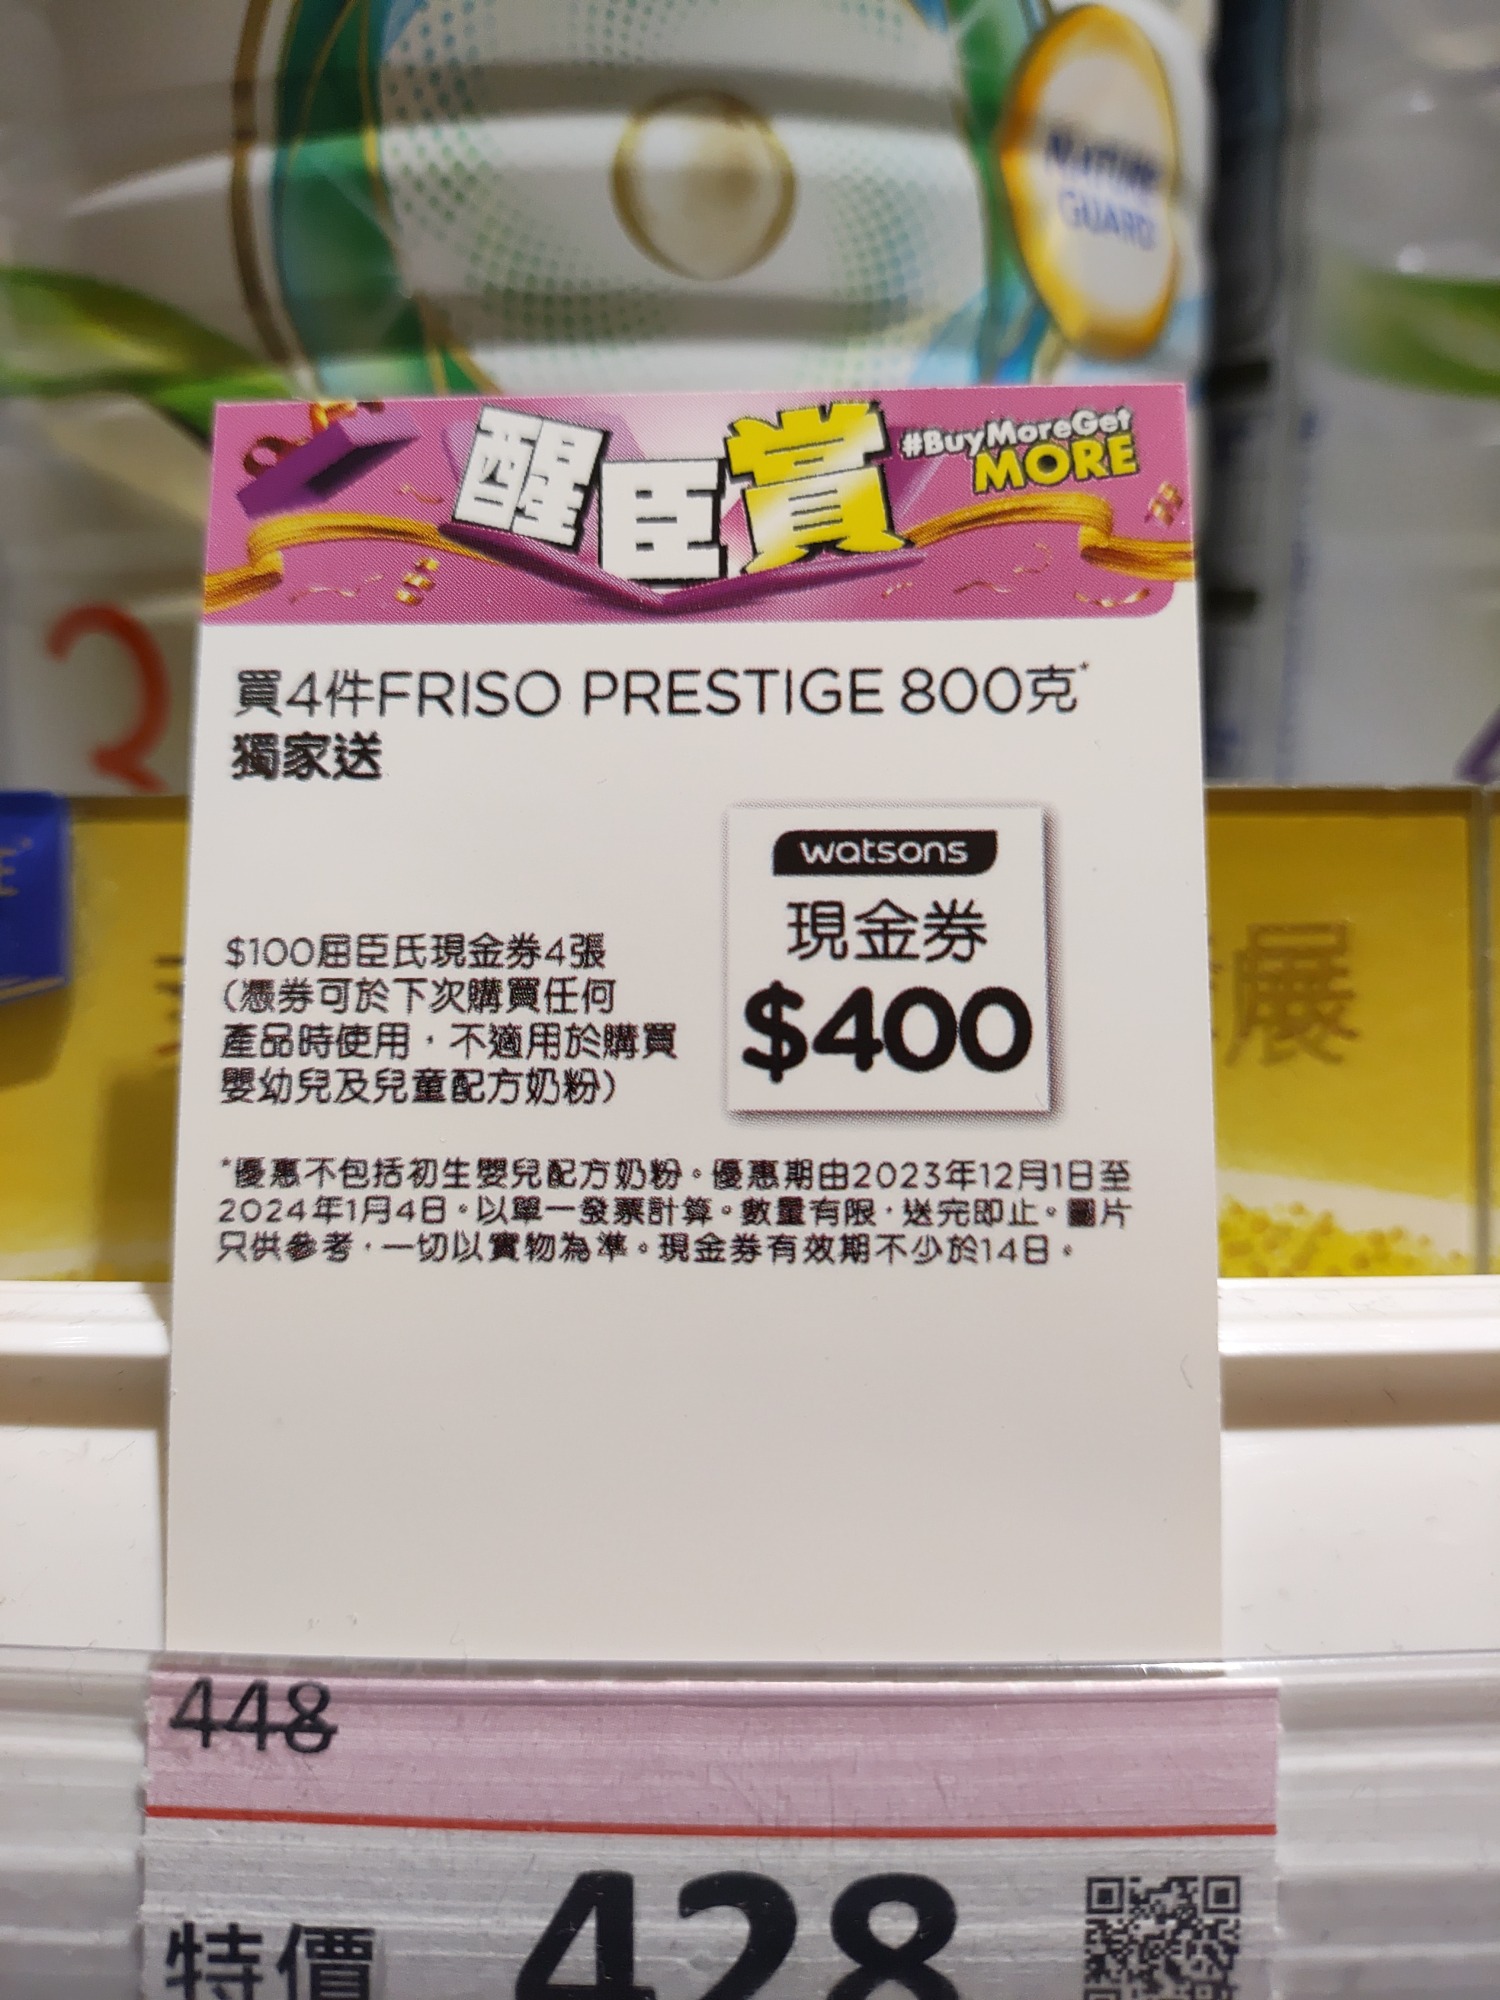 NATURE
GUARD
醒臣賞
#BuyMoreGet
MORE
買4件FRISO PRESTIGE 800克*
獨家送
watsons
現金券
$400
$100屈臣氏現金券4張
(憑券可於下次購買任何
產品時使用，不適用於購買
嬰幼兒及兒童配方奶粉)
*優惠不包括初生嬰兒配方奶粉。優惠期由2023年12月1日至
2024年1月4日。以單一發票計算。數量有限，送完即止。圖片
只供參考，一切以實物為準。現金券有效期不少於14日。
3
展
448
特價
428